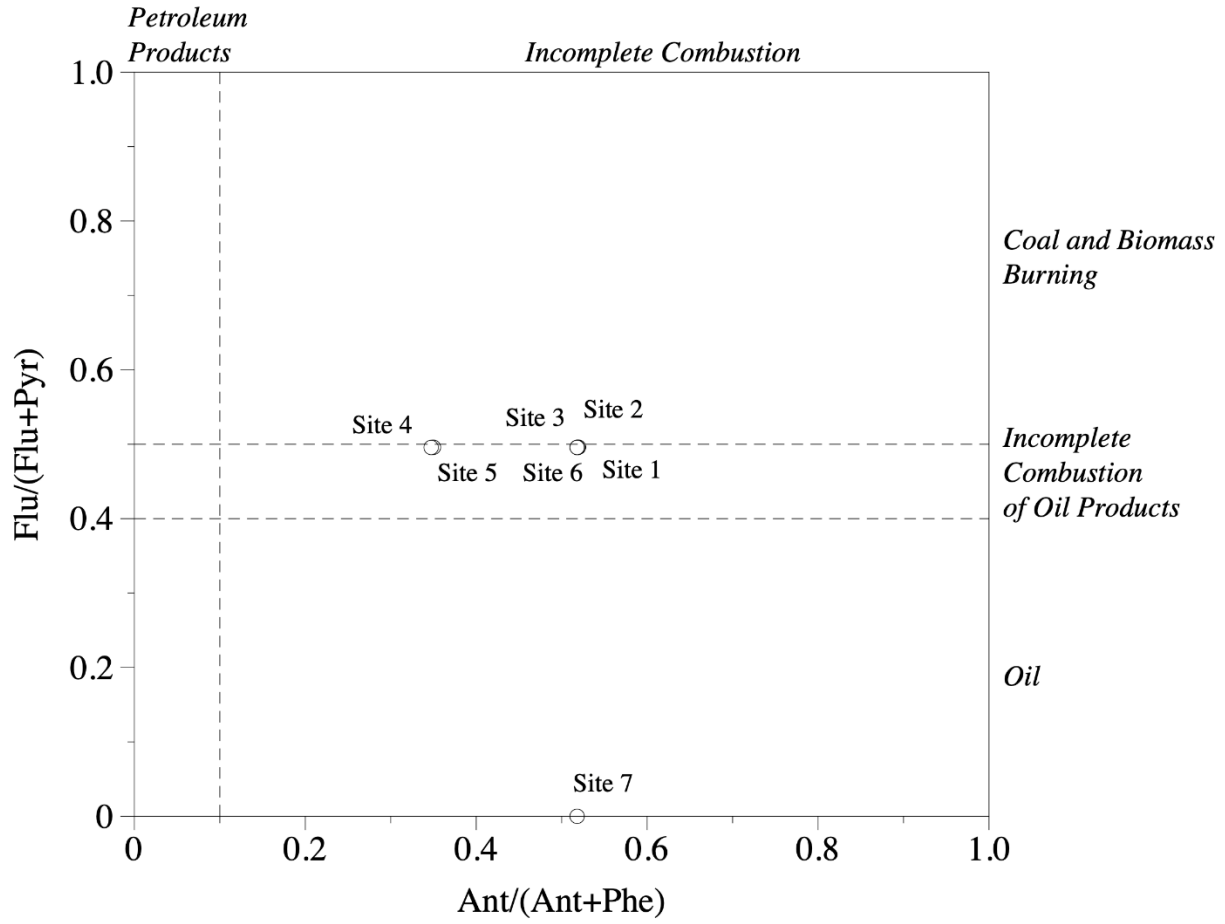 Petroleum
Products
Incomplete Combustion
1.0
0.8
0.6
0.4
0.2
0
Flu/(Flu+Pyr)
Coal and Biomass
Burning
Incomplete
Combustion
of Oil Products
Oil
Site 4
Site 3
Site 2
Site 5
Site 6
Site 1
Site 7
0
0.2
0.4
0.6
0.8
1.0
Ant/(Ant+Phe)